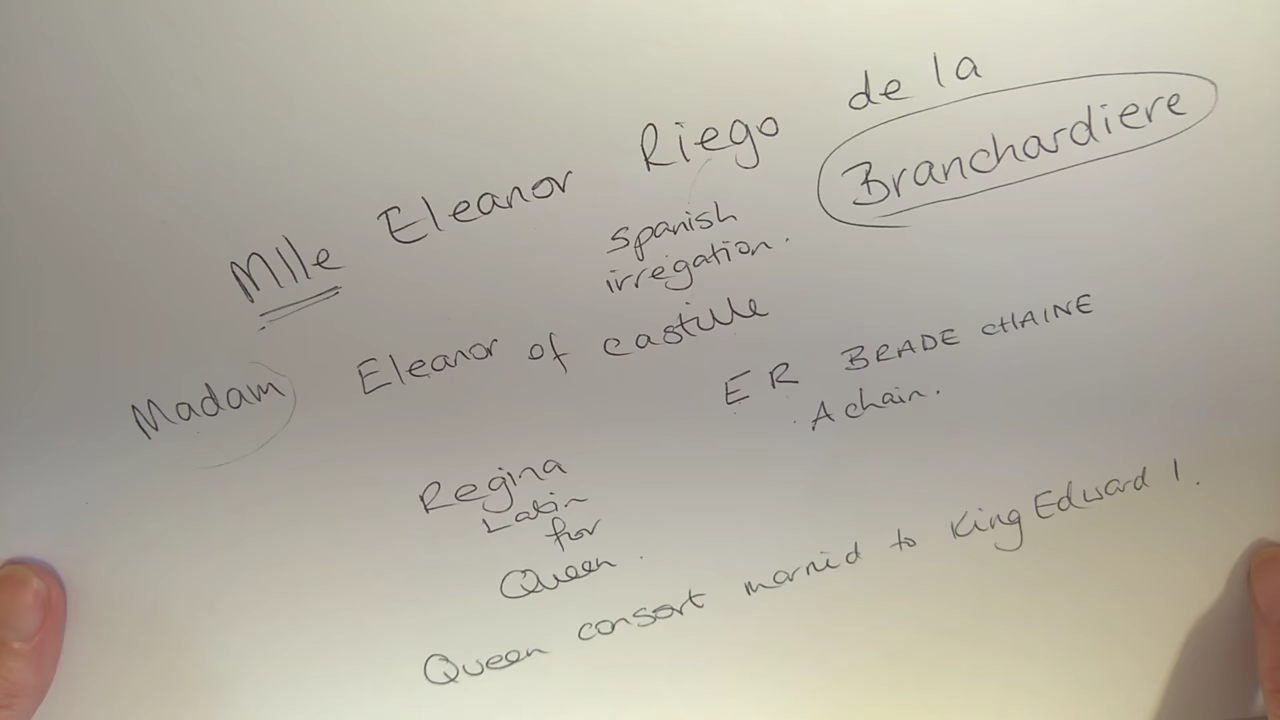 Mlle Eleanor Riego de la
Branchardiere
Spanish
irregation.
Madam Eleanor of castille
ER BRADE CHAINE
A chain.
Regina
Latin
for
Queen.
Queen consort married to King Edward 1.